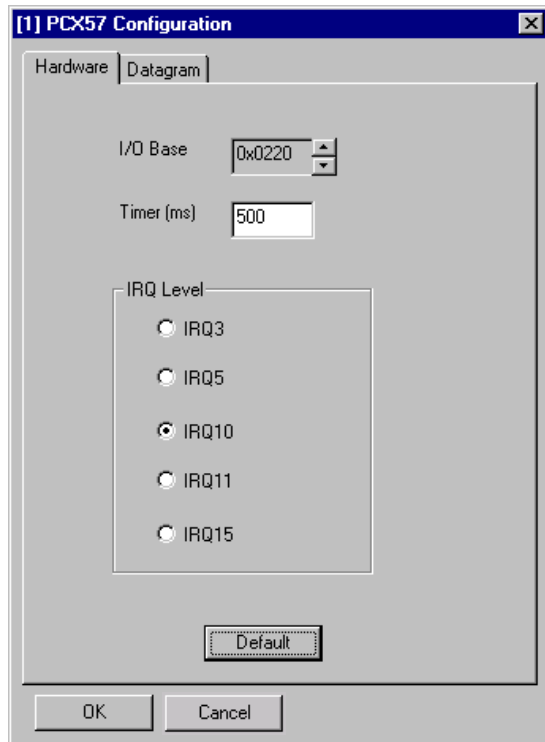 [1] PCX57 Configuration
Hardware Datagram
I/O Base 0x0220
Timer (ms) 500
IRQ Level
IRQ3
IRQ5
IRQ10
IRQ11
IRQ15
Default
OK Cancel